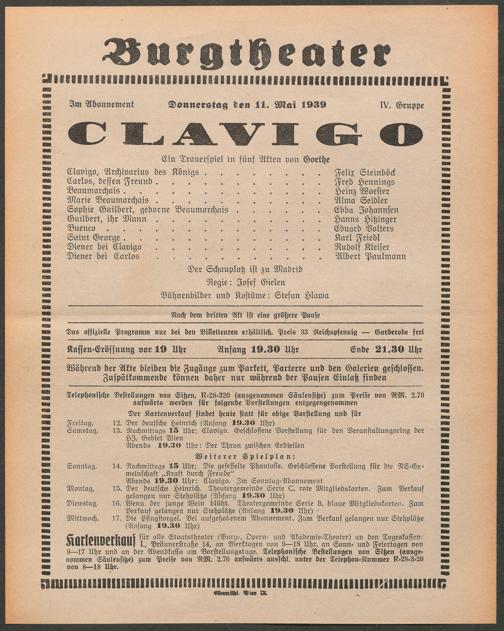 Burgtheater
Im Abonnement Donnerstag den 11. Mai 1939 IV. Gruppe
CLAVIGO
Ein Trauerspiel in fünf Akten von Goethe
Clavigo, Archivarius des Königs . . . . . . . . . Felix Steinböck
Carlos, dessen Freund . . . . . . . . . Fred Hennings
Beaumarchais . . . . . . . . . Heinz Woester
Marie Beaumarchais . . . . . . . . . Alma Seidler
Sophie Guilbert, geborne Beaumarchais . . . . . . . . . Ebba Johannsen
Guilbert, ihr Mann . . . . . . . . . Hanns Hitzinger
Buenco . . . . . . . . . Eduard Volters
Saint George . . . . . . . . . Karl Friedl
Diener bei Clavigo . . . . . . . . . Rudolf Kleiser
Diener bei Carlos . . . . . . . . . Albert Paulmann
Der Schauplatz ist zu Madrid
Regie: Josef Gielen
Bühnenbilder und Kostüme: Stefan Hlawa
Nach dem dritten Akt ist eine größere Pause
Das offizielle Programm nur bei den Billetteuren erhältlich. Preis 33 Reichspfennig — Garderobe frei
Kassen-Eröffnung vor 19 Uhr Anfang 19.30 Uhr Ende 21.30 Uhr
Während der Akte bleiben die Zugänge zum Parkett, Parterre und den Galerien geschlossen.
Zuspätkommende können daher nur während der Pausen Einlaß finden
Telephonische Bestellungen von Sitzen, R-28-320 (ausgenommen Säulensitze) zum Preise von RM. 2.70
aufwärts werden für folgende Vorstellungen entgegengenommen
Der Kartenverkauf findet heute statt für obige Vorstellung und für
Freitag, 12. Der deutsche Heinrich (Anfang 19.30 Uhr)
Samstag, 13. Nachmittags 15 Uhr: Clavigo. Geschlossene Vorstellung für den Veranstaltungsring der
HJ. Gebiet Wien
Abends 19.30 Uhr: Der Thron zwischen Erdteilen
Weiterer Spielplan:
Sonntag, 14. Nachmittags 15 Uhr: Die gefesselte Phantasie. Geschlossene Vorstellung für die NS-Ge-
meinschaft „Kraft durch Freude“
Abends 19.30 Uhr: Clavigo. Im Sonntag-Abonnement
Montag, 15. Der deutsche Heinrich. Theatergemeinde Serie C, rote Mitgliedskarten. Zum Verkauf
gelangen nur Stehplätze (Anfang 19.30 Uhr)
Dienstag, 16. Wenn der junge Wein blüht. Theatergemeinde Serie B, blaue Mitgliedskarten. Zum
Verkauf gelangen nur Stehplätze (Anfang 19.30 Uhr)
Mittwoch, 17. Die Pfingstorgel. Bei aufgehobenem Abonnement. Zum Verkauf gelangen nur Stehplätze
(Anfang 19.30 Uhr)
Kartenverkauf für alle Staatstheater (Burg-, Opern- und Akademie-Theater) an den Tageskassen:
I., Bräunerstraße 14, an Werktagen von 9—18 Uhr, an Sonn- und Feiertagen von
9—17 Uhr und an der Abendkassa am Vorstellungstage. Telephonische Bestellungen von Sitzen (ausge-
nommen Säulensitze) zum Preise von RM. 2.70 aufwärts ausschl. unter der Telephon-Nummer R-28-3-20
von 8—18 Uhr.
Wien IX.